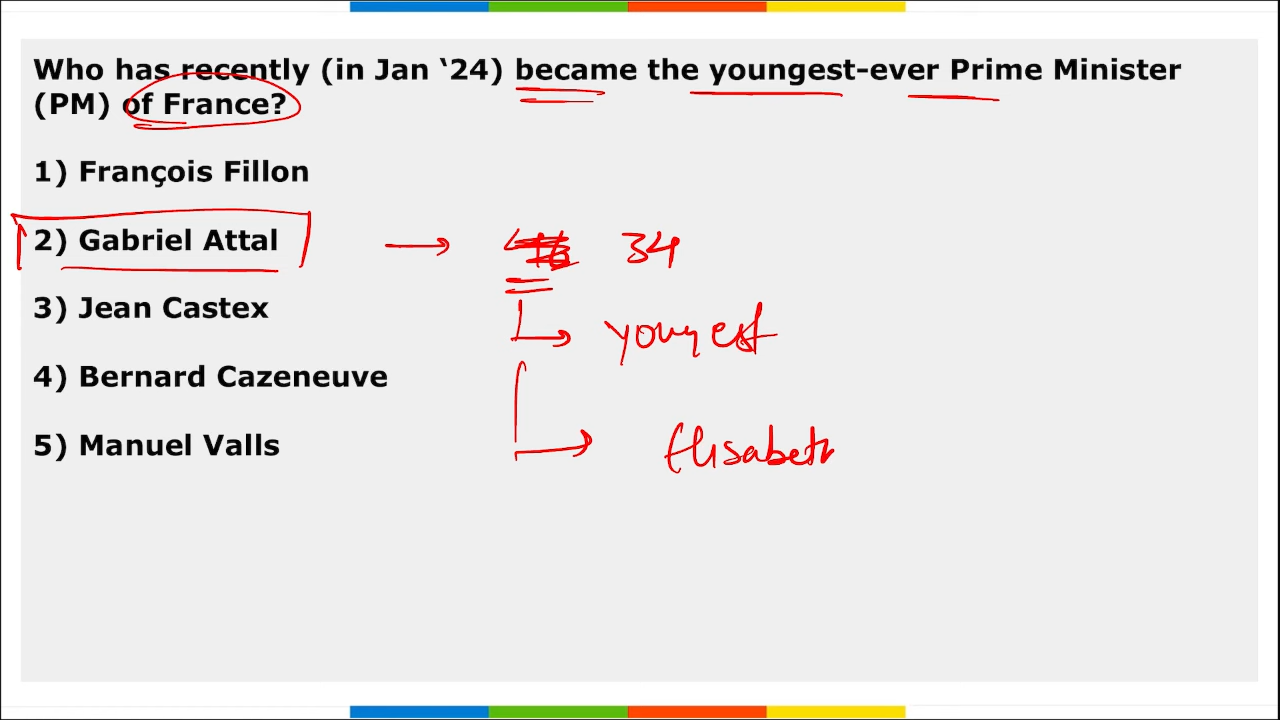 Who has recently (in Jan ‘24) became the youngest-ever Prime Minister
(PM) of France?
1) François Fillon
2) Gabriel Attal
34
3) Jean Castex
youngest
4) Bernard Cazeneuve
5) Manuel Valls
Elisabeth